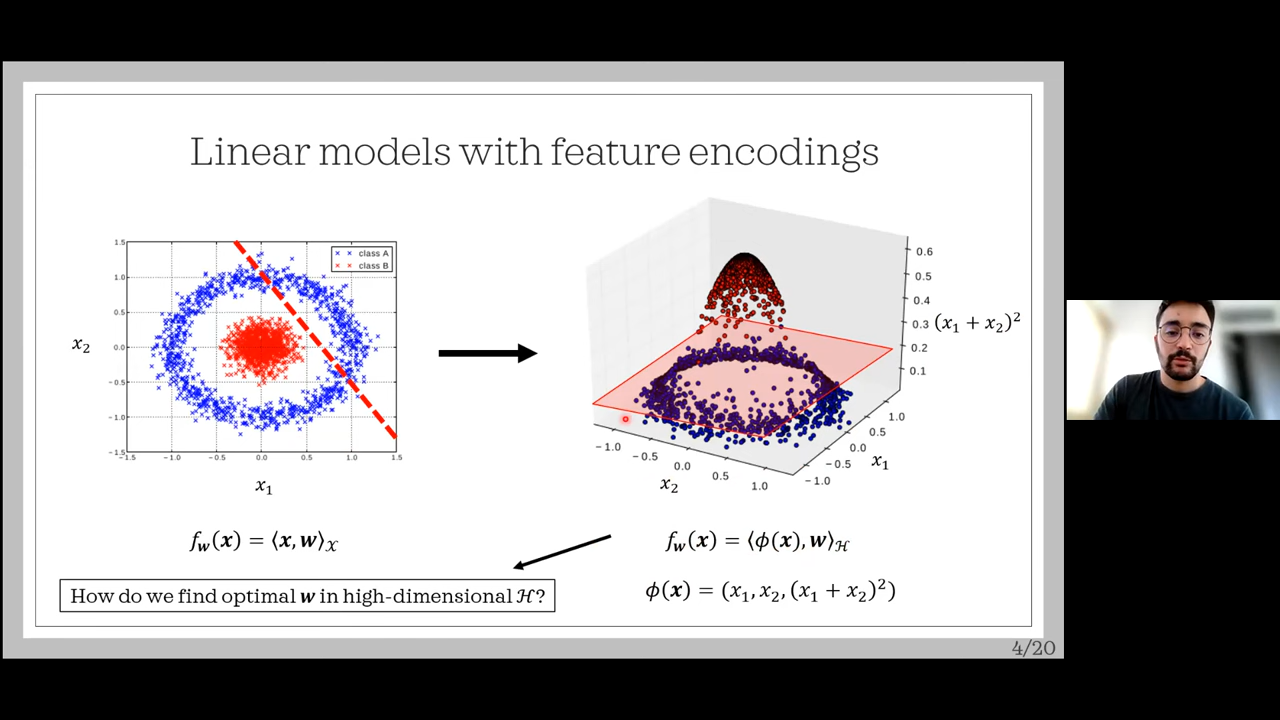 Linear models with feature encodings
1.5
1.0
0.5
0.0
−0.5
−1.0
−1.5
class A
class B
x₂
−1.5 −1.0 −0.5 0.0 0.5 1.0 1.5
x₁
0.6
0.5
0.4
0.3
0.2
0.1
(x₁ + x₂)²
−1.0 −0.5 0.0 0.5 1.0
x₂
1.0
0.5
0.0
−0.5
−1.0
x₁
f_w(x) = ⟨x, w⟩_𝒳
f_w(x) = ⟨ϕ(x), w⟩_ℋ
How do we find optimal w in high-dimensional ℋ?
ϕ(x) = (x₁, x₂, (x₁ + x₂)²)
4/20